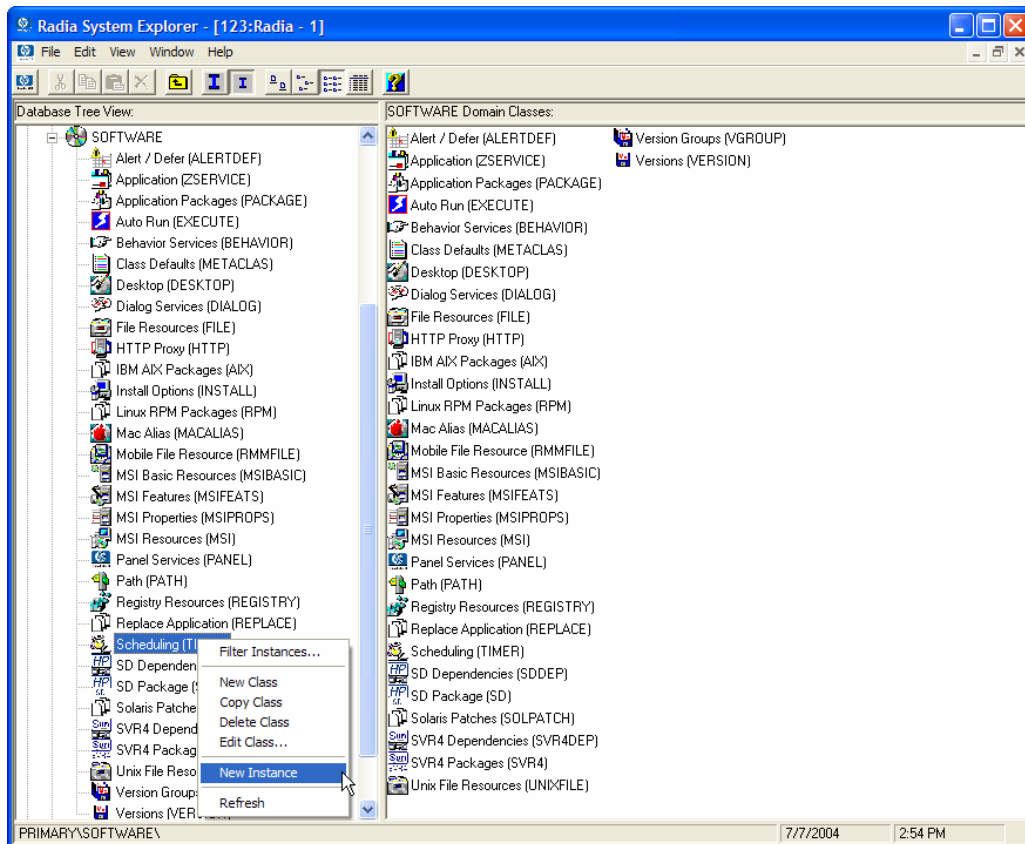 Radia System Explorer - [123:Radia - 1]
File Edit View Window Help
Database Tree View:
SOFTWARE
Alert / Defer (ALERTDEF)
Application (ZSERVICE)
Application Packages (PACKAGE)
Auto Run (EXECUTE)
Behavior Services (BEHAVIOR)
Class Defaults (METACLAS)
Desktop (DESKTOP)
Dialog Services (DIALOG)
File Resources (FILE)
HTTP Proxy (HTTP)
IBM AIX Packages (AIX)
Install Options (INSTALL)
Linux RPM Packages (RPM)
Mac Alias (MACALIAS)
Mobile File Resource (RMMFILE)
MSI Basic Resources (MSIBASIC)
MSI Features (MSIFEATS)
MSI Properties (MSIPROPS)
MSI Resources (MSI)
Panel Services (PANEL)
Path (PATH)
Registry Resources (REGISTRY)
Replace Application (REPLACE)
Scheduling (TI
SD Dependen
SD Package (
Solaris Patche
SVR4 Depend
SVR4 Packag
Unix File Reso
Version Group
Versions (VER
Filter Instances...
New Class
Copy Class
Delete Class
Edit Class...
New Instance
Refresh
SOFTWARE Domain Classes:
Alert / Defer (ALERTDEF)
Application (ZSERVICE)
Application Packages (PACKAGE)
Auto Run (EXECUTE)
Behavior Services (BEHAVIOR)
Class Defaults (METACLAS)
Desktop (DESKTOP)
Dialog Services (DIALOG)
File Resources (FILE)
HTTP Proxy (HTTP)
IBM AIX Packages (AIX)
Install Options (INSTALL)
Linux RPM Packages (RPM)
Mac Alias (MACALIAS)
Mobile File Resource (RMMFILE)
MSI Basic Resources (MSIBASIC)
MSI Features (MSIFEATS)
MSI Properties (MSIPROPS)
MSI Resources (MSI)
Panel Services (PANEL)
Path (PATH)
Registry Resources (REGISTRY)
Replace Application (REPLACE)
Scheduling (TIMER)
SD Dependencies (SDDEP)
SD Package (SD)
Solaris Patches (SOLPATCH)
SVR4 Dependencies (SVR4DEP)
SVR4 Packages (SVR4)
Unix File Resources (UNIXFILE)
Version Groups (VGROUP)
Versions (VERSION)
PRIMARY\SOFTWARE\
7/7/2004
2:54 PM